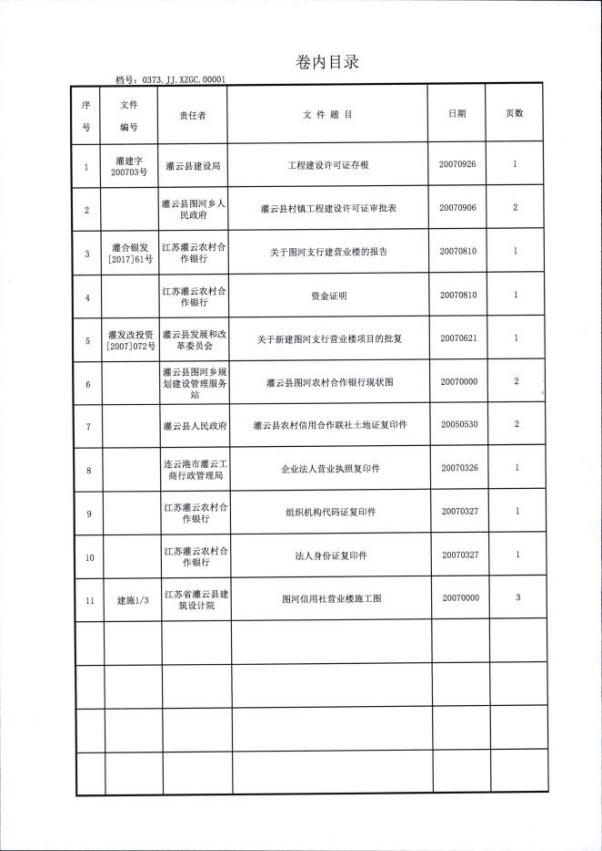 卷内目录
档号：0373.JJ.XZGC.00001
序号 文件编号 责任者 文 件 题 目 日期 页数
1 灌建字200703号 灌云县建设局 工程建设许可证存根 20070926 1
2 灌云县图河乡人民政府 灌云县村镇工程建设许可证审批表 20070906 2
3 灌合银发[2017]61号 江苏灌云农村合作银行 关于图河支行建营业楼的报告 20070810 1
4 江苏灌云农村合作银行 资金证明 20070810 1
5 灌发改投资[2007]072号 灌云县发展和改革委员会 关于新建图河支行营业楼项目的批复 20070621 1
6 灌云县图河乡规划建设管理服务站 灌云县图河农村合作银行现状图 20070000 2
7 灌云县人民政府 灌云县农村信用合作联社土地证复印件 20050530 2
8 连云港市灌云工商行政管理局 企业法人营业执照复印件 20070326 1
9 江苏灌云农村合作银行 组织机构代码证复印件 20070327 1
10 江苏灌云农村合作银行 法人身份证复印件 20070327 1
11 建施1/3 江苏省灌云县建筑设计院 图河信用社营业楼施工图 20070000 3